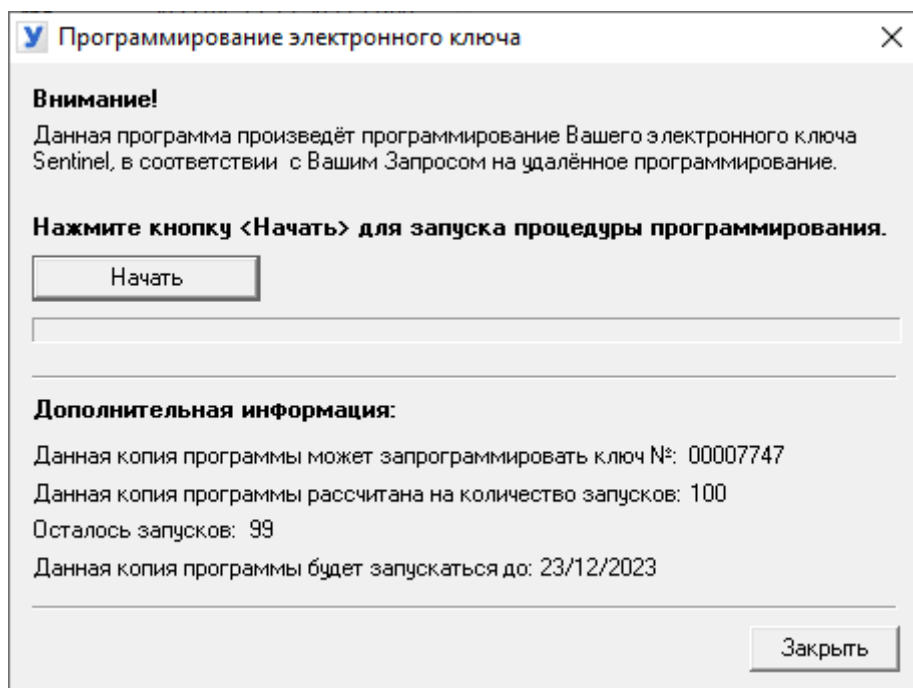 У Программирование электронного ключа
Внимание!
Данная программа произведёт программирование Вашего электронного ключа
Sentinel, в соответствии с Вашим Запросом на удалённое программирование.
Нажмите кнопку <Начать> для запуска процедуры программирования.
Начать
Дополнительная информация:
Данная копия программы может запрограммировать ключ №: 00007747
Данная копия программы рассчитана на количество запусков: 100
Осталось запусков: 99
Данная копия программы будет запускаться до: 23/12/2023
Закрыть